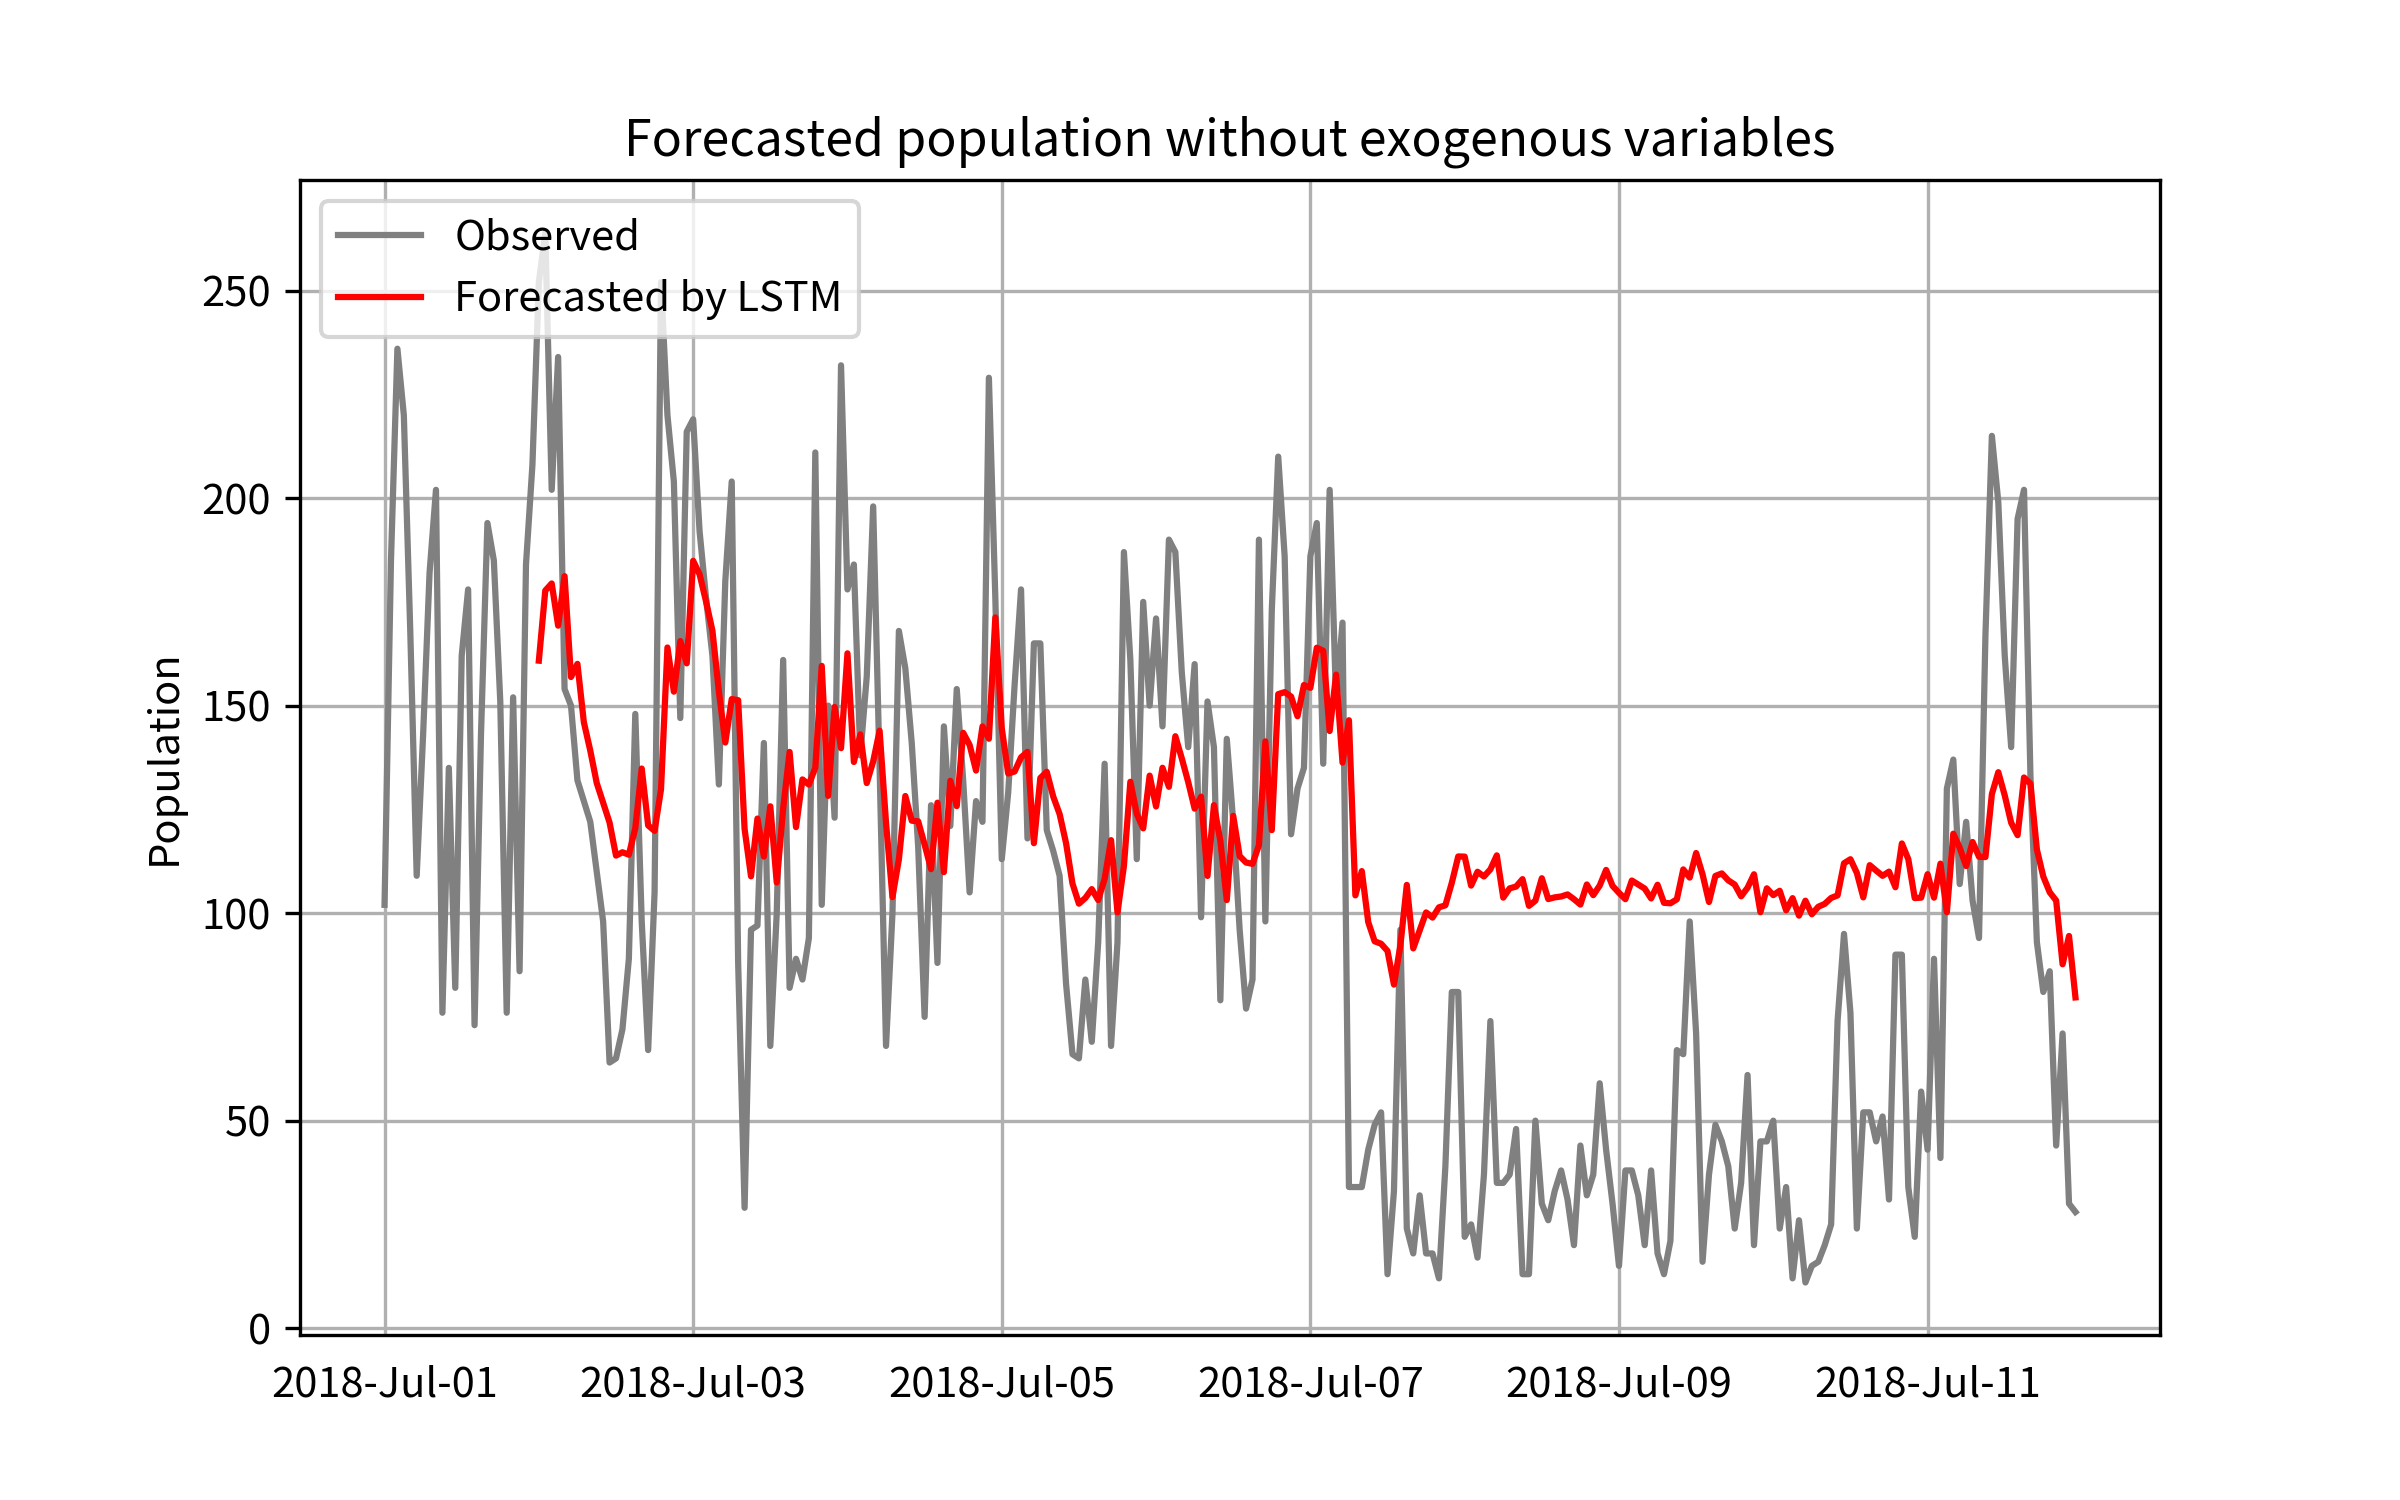 Forecasted population without exogenous variables
Observed
Forecasted by LSTM
Population
250
200
150
100
50
0
2018-Jul-01
2018-Jul-03
2018-Jul-05
2018-Jul-07
2018-Jul-09
2018-Jul-11